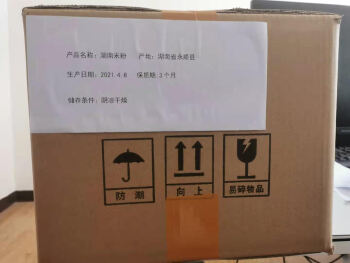 产品名称：湖南米粉 产地：湖南省永顺县
生产日期：2021.4.6 保质期：3个月
储存条件：阴凉干燥
防潮 向上 易碎物品